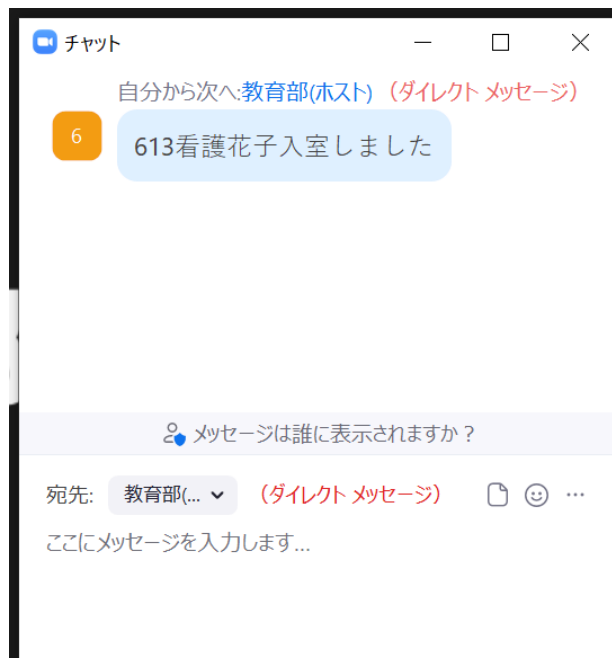 チャット
自分から次へ:教育部(ホスト) (ダイレクト メッセージ)
6
613看護花子入室しました
メッセージは誰に表示されますか?
宛先: 教育部(... (ダイレクト メッセージ)
ここにメッセージを入力します...